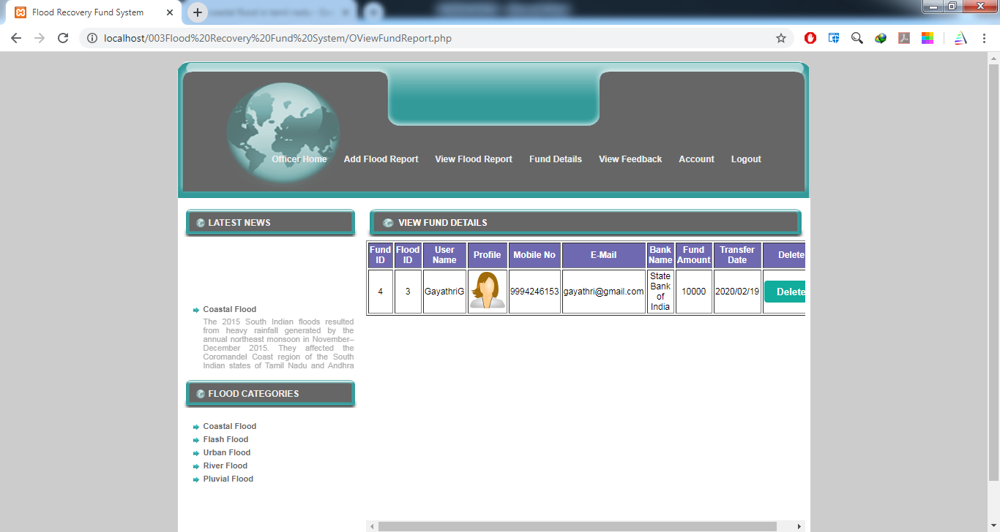 Flood Recovery Fund System
localhost/003Flood%20Recovery%20Fund%20System/OViewFundReport.php
Officer Home Add Flood Report View Flood Report Fund Details View Feedback Account Logout
LATEST NEWS
Coastal Flood
The 2015 South Indian floods resulted
from heavy rainfall generated by the
annual northeast monsoon in November–
December 2015. They affected the
Coromandel Coast region of the South
Indian states of Tamil Nadu and Andhra
FLOOD CATEGORIES
Coastal Flood
Flash Flood
Urban Flood
River Flood
Pluvial Flood
VIEW FUND DETAILS
Fund ID Flood ID User Name Profile Mobile No E-Mail Bank Name Fund Amount Transfer Date Delete
4 3 GayathriG 9994246153 gayathri@gmail.com State Bank of India 10000 2020/02/19 Delete